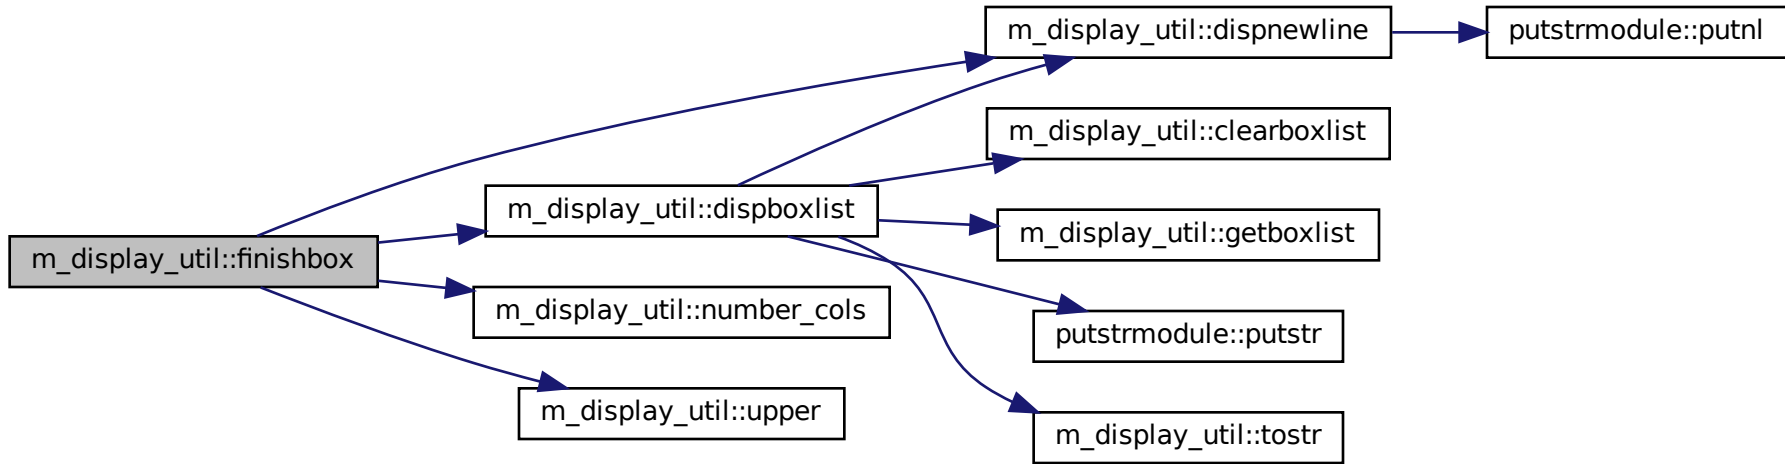 m_display_util::finishbox
m_display_util::dispnewline
putstrmodule::putnl
m_display_util::dispboxlist
m_display_util::clearboxlist
m_display_util::getboxlist
putstrmodule::putstr
m_display_util::tostr
m_display_util::number_cols
m_display_util::upper